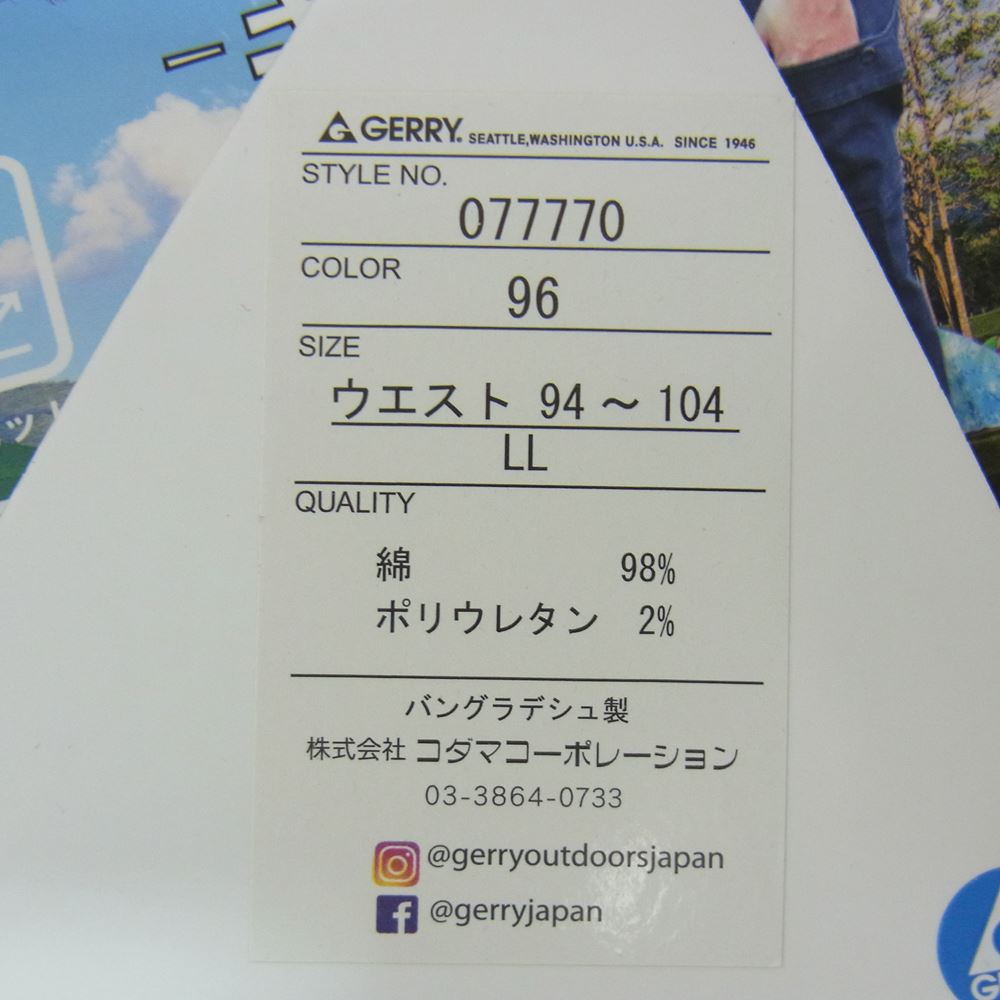 GERRY. SEATTLE,WASHINGTON U.S.A. SINCE 1946
STYLE NO.
077770
COLOR
96
SIZE
ウエスト 94 ～ 104
LL
QUALITY
綿 98%
ポリウレタン 2%
バングラデシュ製
株式会社 コダマコーポレーション
03-3864-0733
@gerryoutdoorsjapan
@gerryjapan